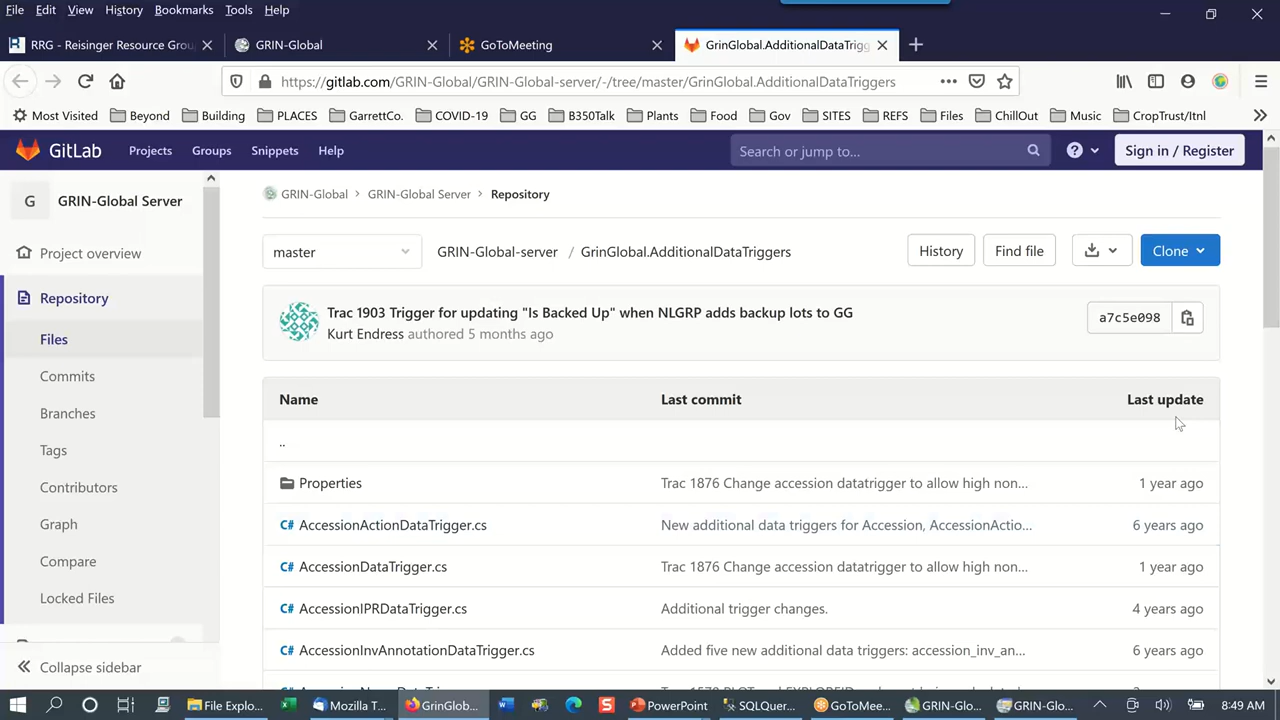 File Edit View History Bookmarks Tools Help
RRG - Reisinger Resource Grou
GRIN-Global
GoToMeeting
GrinGlobal.AdditionalDataTrigg
https://gitlab.com/GRIN-Global/GRIN-Global-server/-/tree/master/GrinGlobal.AdditionalDataTriggers
Most Visited Beyond Building PLACES GarrettCo. COVID-19 GG B350Talk Plants Food Gov SITES REFS Files ChillOut Music CropTrust/Itnl
GitLab Projects Groups Snippets Help Search or jump to... Sign in / Register
G GRIN-Global Server
GRIN-Global > GRIN-Global Server > Repository
Project overview
Repository
Files
Commits
Branches
Tags
Contributors
Graph
Compare
Locked Files
Collapse sidebar
master GRIN-Global-server / GrinGlobal.AdditionalDataTriggers History Find file Clone
Trac 1903 Trigger for updating "Is Backed Up" when NLGRP adds backup lots to GG
Kurt Endress authored 5 months ago
a7c5e098
Name Last commit Last update
..
Properties Trac 1876 Change accession datatrigger to allow high non... 1 year ago
C# AccessionActionDataTrigger.cs New additional data triggers for Accession, AccessionActio... 6 years ago
C# AccessionDataTrigger.cs Trac 1876 Change accession datatrigger to allow high non... 1 year ago
C# AccessionIPRDataTrigger.cs Additional trigger changes. 4 years ago
C# AccessionInvAnnotationDataTrigger.cs Added five new additional data triggers: accession_inv_an... 6 years ago
File Explo... Mozilla T... GrinGlob... PowerPoint SQLQuer... GoToMee... GRIN-Glo... GRIN-Glo... 8:49 AM